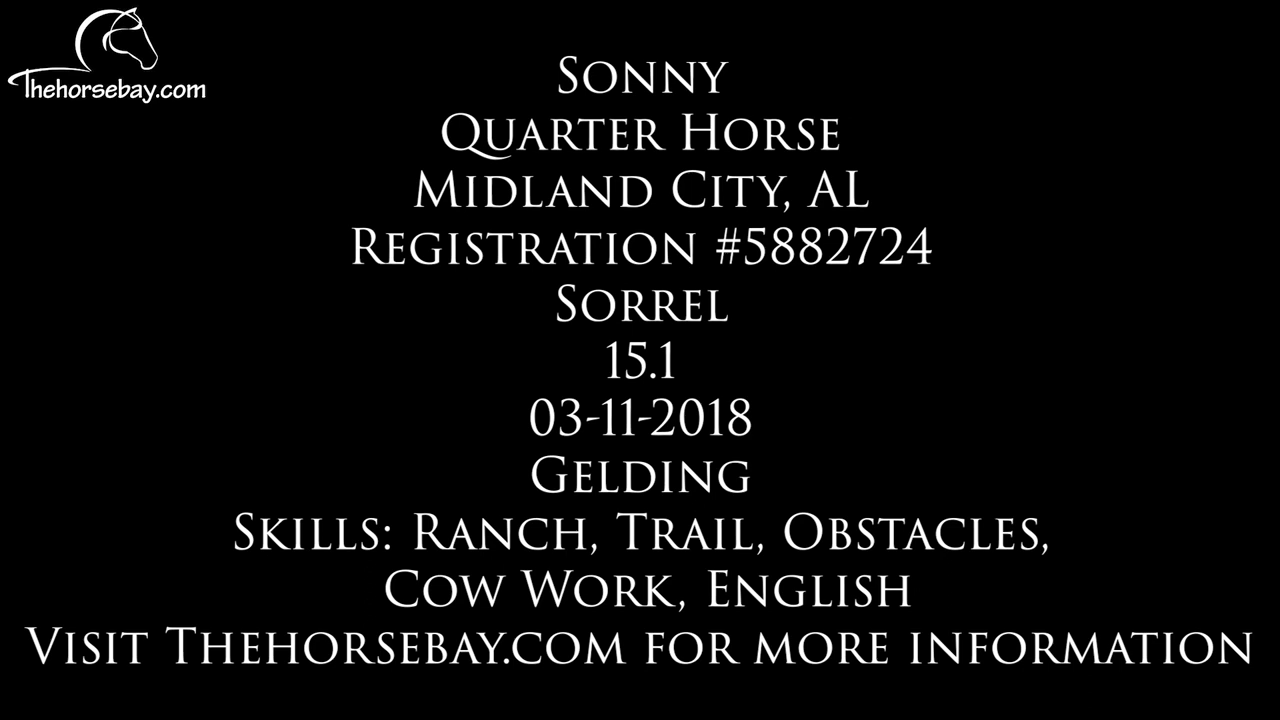 Thehorsebay.com
Sonny
Quarter Horse
Midland City, AL
Registration #5882724
Sorrel
15.1
03-11-2018
Gelding
Skills: Ranch, Trail, Obstacles,
Cow Work, English
Visit Thehorsebay.com for more information